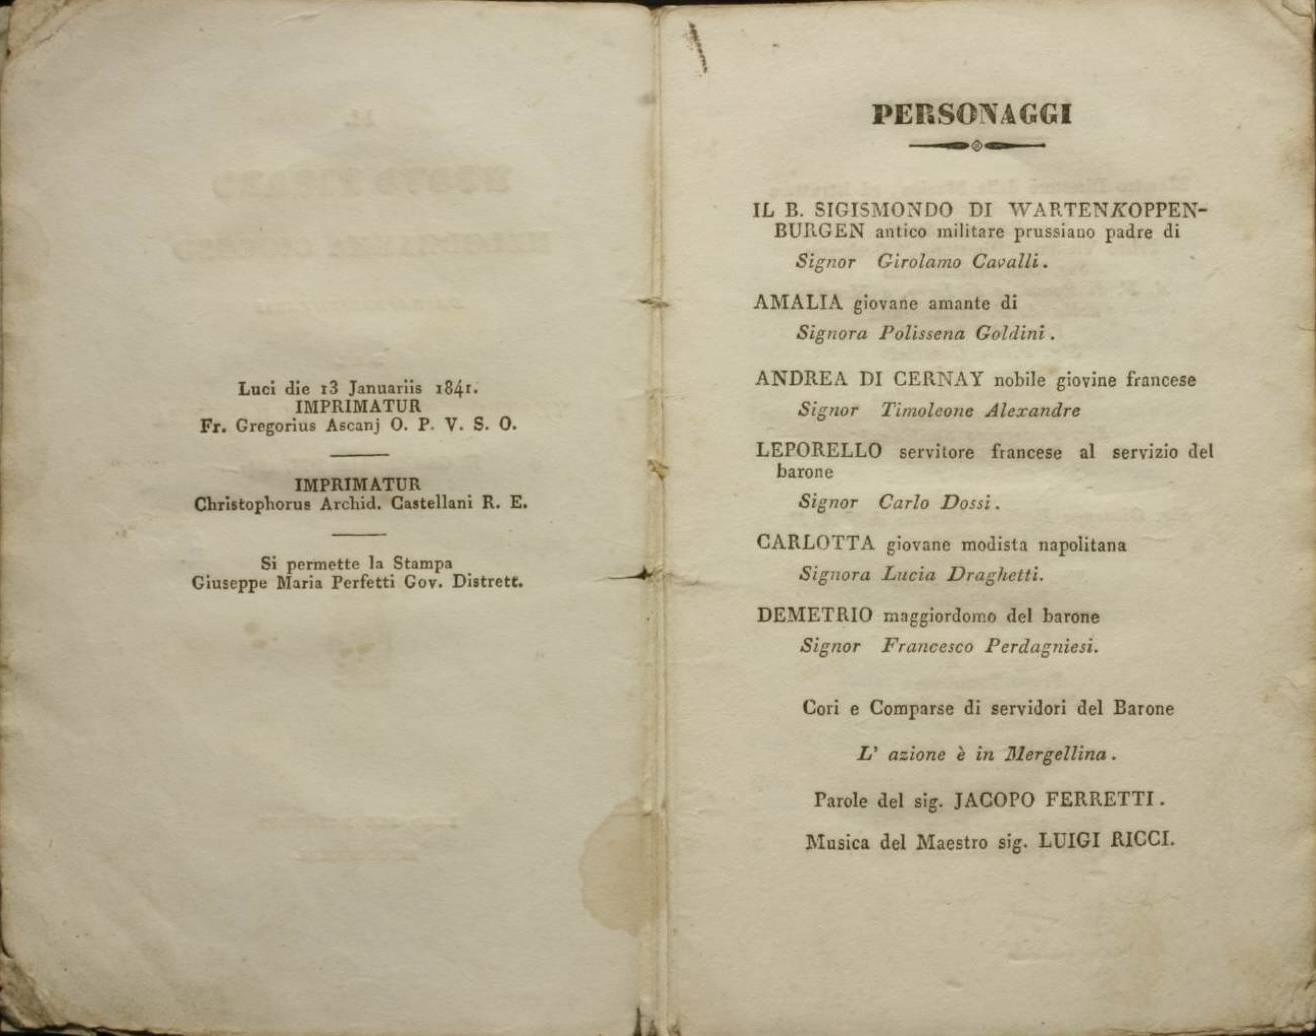 Luci die 13 Januariis 1841.
IMPRIMATUR
Fr. Gregorius Ascanj O. P. V. S. O.
IMPRIMATUR
Christophorus Archid. Castellani R. E.
Si permette la Stampa
Giuseppe Maria Perfetti Gov. Distrett.
PERSONAGGI
IL B. SIGISMONDO DI WARTENKOPPEN-
BURGEN antico militare prussiano padre di
Signor Girolamo Cavalli.
AMALIA giovane amante di
Signora Polissena Goldini.
ANDREA DI CERNAY nobile giovine francese
Signor Timoleone Alexandre
LEPORELLO servitore francese al servizio del
barone
Signor Carlo Dossi.
CARLOTTA giovane modista napolitana
Signora Lucia Draghetti.
DEMETRIO maggiordomo del barone
Signor Francesco Perdagniesi.
Cori e Comparse di servidori del Barone
L' azione è in Mergellina.
Parole del sig. JACOPO FERRETTI.
Musica del Maestro sig. LUIGI RICCI.